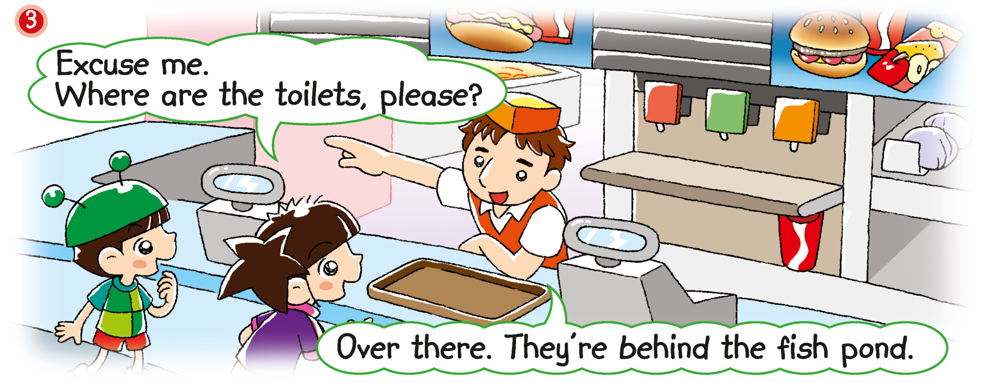 3
Excuse me.
Where are the toilets, please?
Over there. They're behind the fish pond.